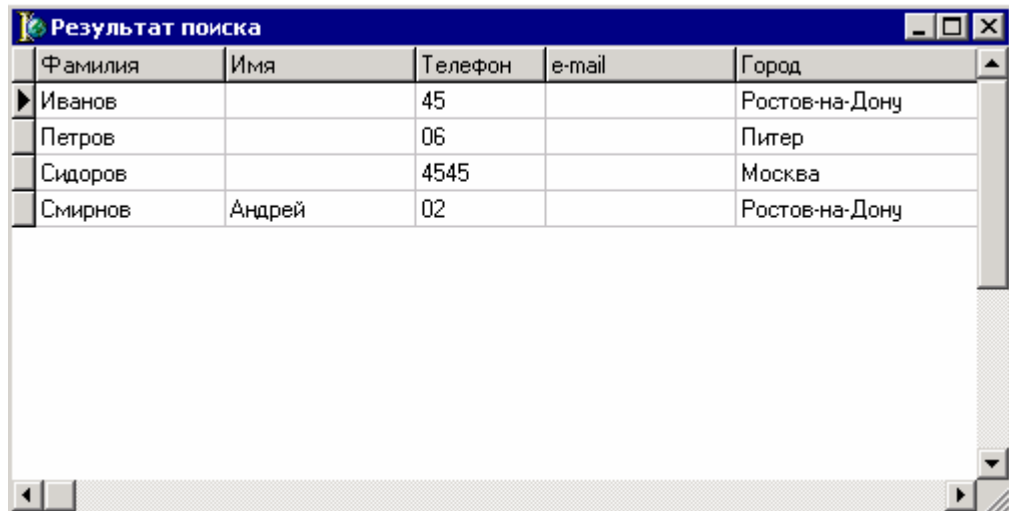 Результат поиска
Фамилия Имя Телефон e-mail Город
Иванов 45 Ростов-на-Дону
Петров 06 Питер
Сидоров 4545 Москва
Смирнов Андрей 02 Ростов-на-Дону